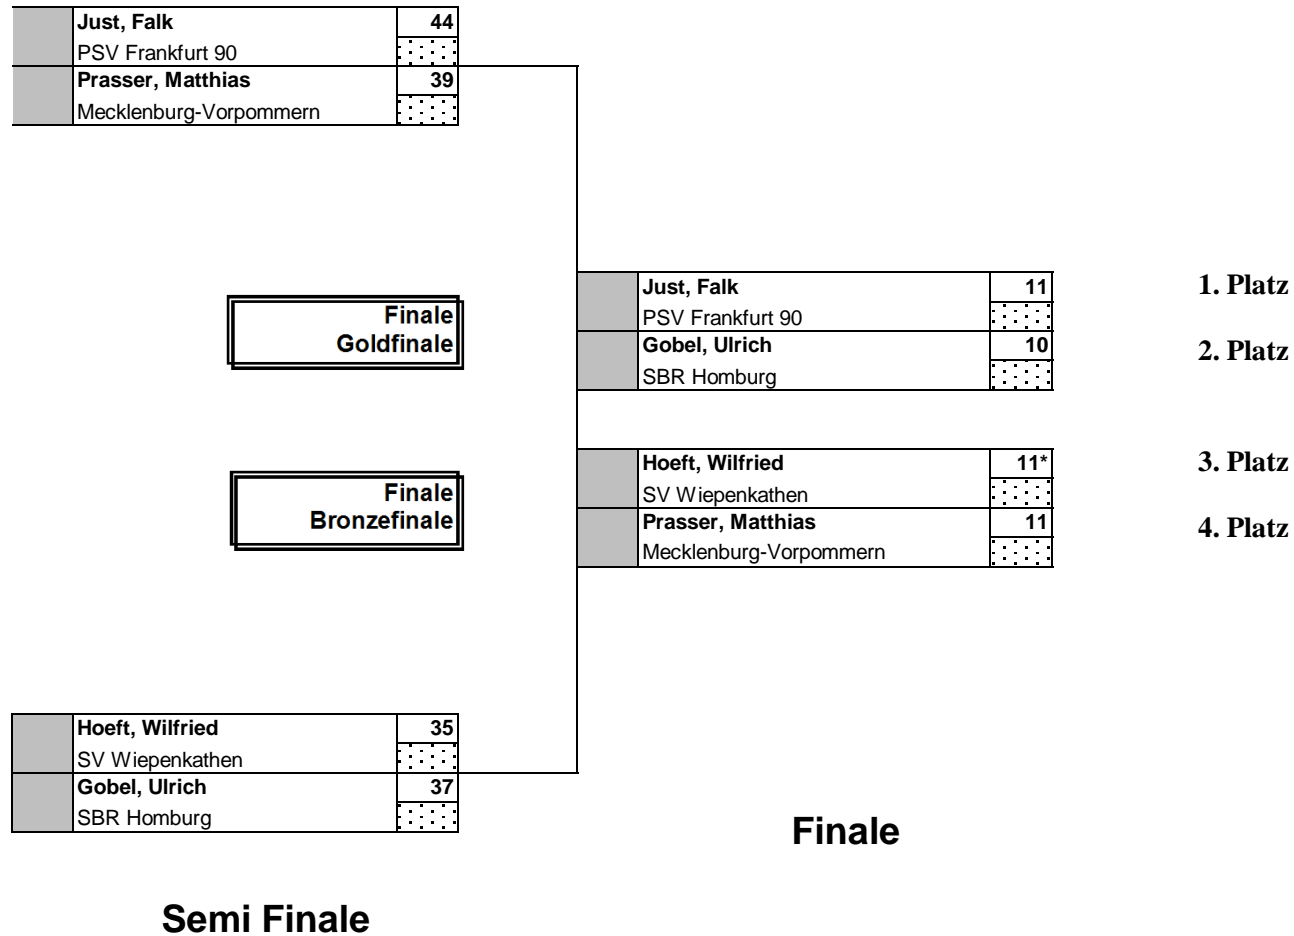 Just, Falk 44
PSV Frankfurt 90
Prasser, Matthias 39
Mecklenburg-Vorpommern
Finale
Goldfinale
Just, Falk 11 1. Platz
PSV Frankfurt 90
Gobel, Ulrich 10 2. Platz
SBR Homburg
Finale
Bronzefinale
Hoeft, Wilfried 11* 3. Platz
SV Wiepenkathen
Prasser, Matthias 11 4. Platz
Mecklenburg-Vorpommern
Hoeft, Wilfried 35
SV Wiepenkathen
Gobel, Ulrich 37
SBR Homburg
Finale
Semi Finale